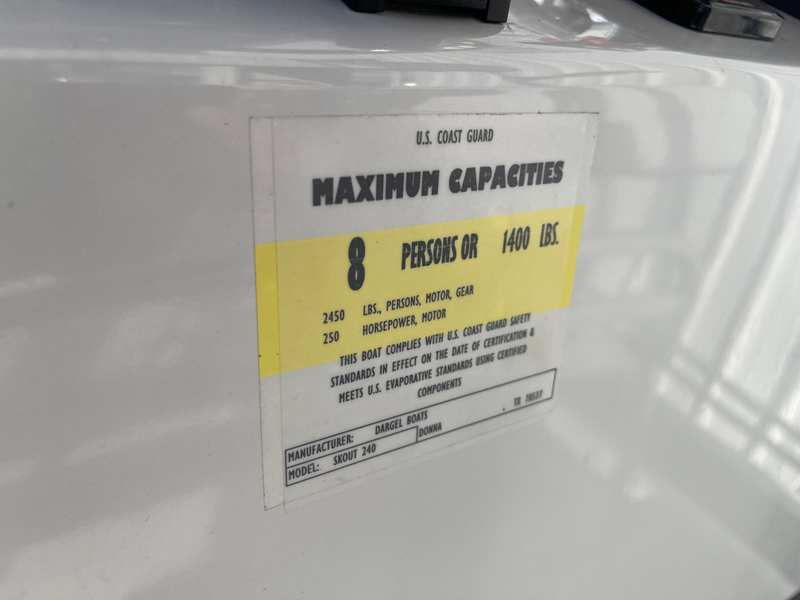 U.S. COAST GUARD
MAXIMUM CAPACITIES
8 PERSONS OR 1400 LBS.
2450 LBS., PERSONS, MOTOR, GEAR
250 HORSEPOWER, MOTOR
THIS BOAT COMPLIES WITH U.S. COAST GUARD SAFETY
STANDARDS IN EFFECT ON THE DATE OF CERTIFICATION &
MEETS U.S. EVAPORATIVE STANDARDS USING CERTIFIED
COMPONENTS
MANUFACTURER: DARGEL BOATS
MODEL: SKOUT 240 DONNA TX 78537